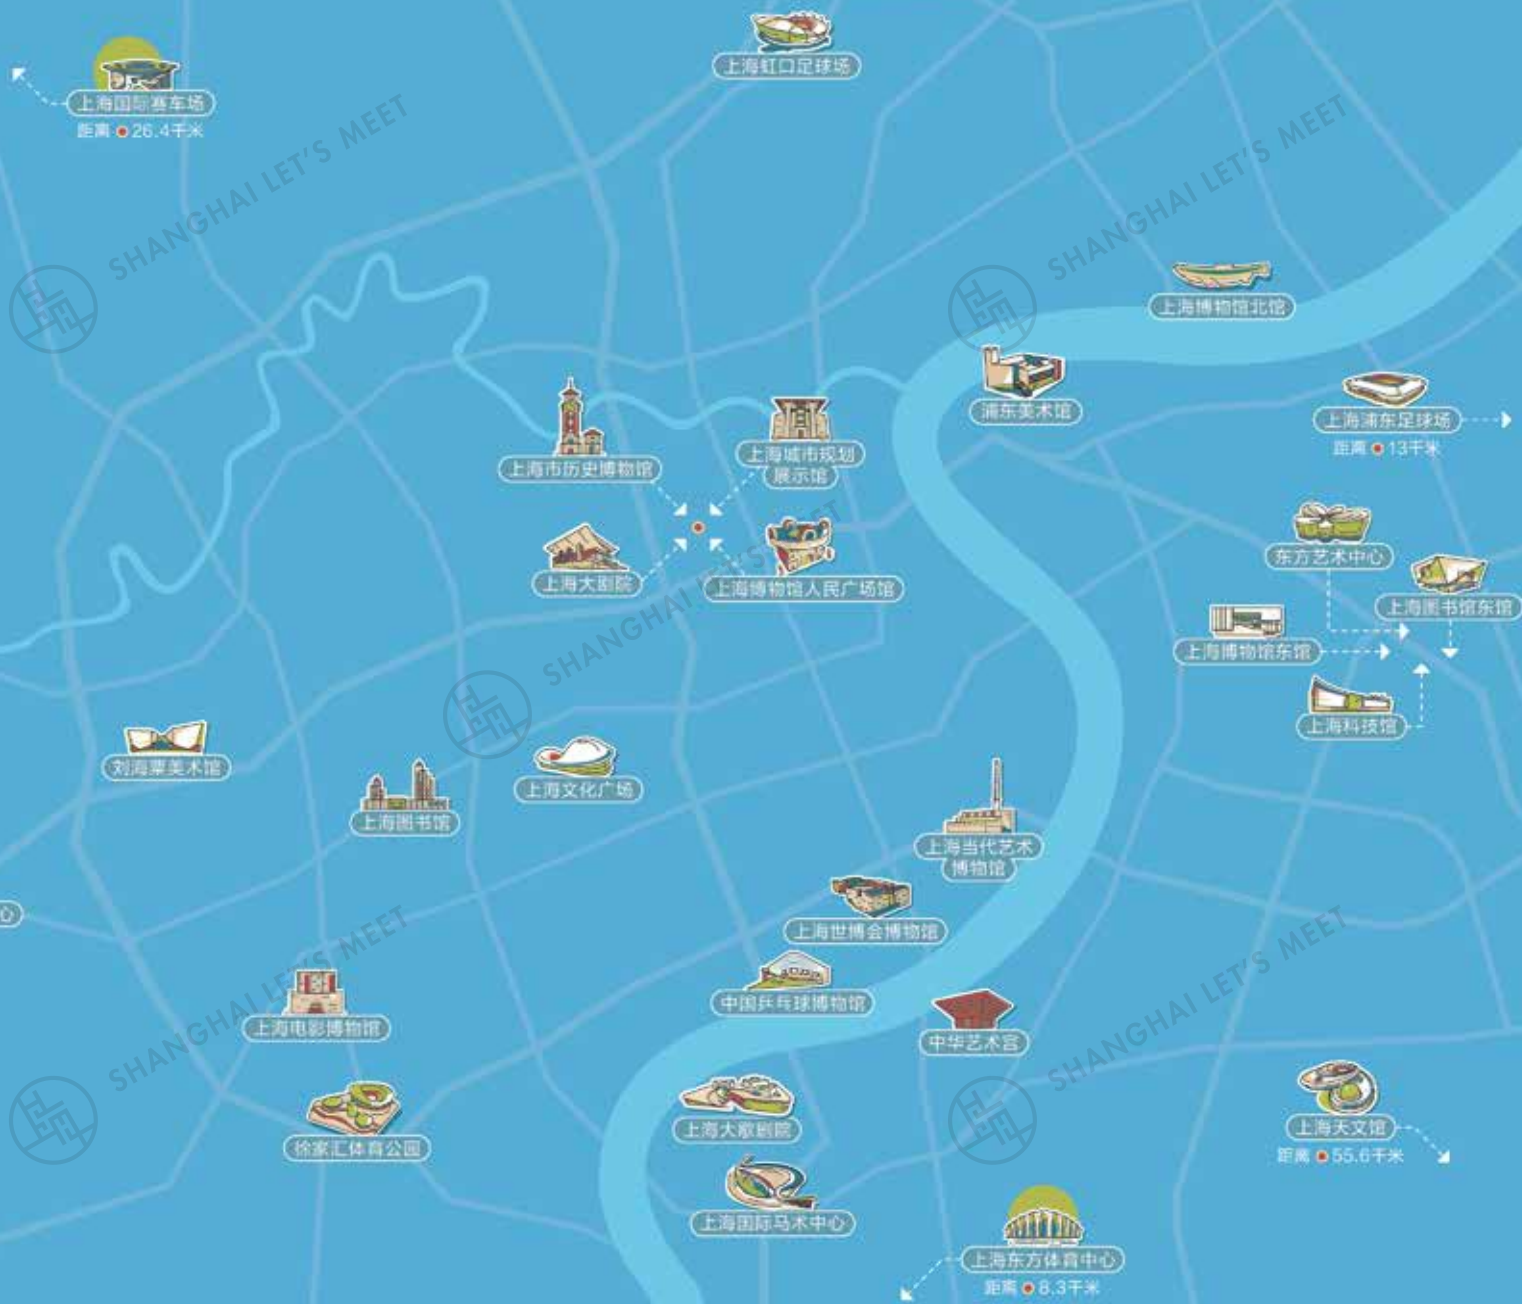 上海虹口足球场
上海国际赛车场
距离 26.4千米
SHANGHAI LET'S MEET
SHANGHAI LET'S MEET
上海博物馆北馆
浦东美术馆
上海浦东足球场
距离 13千米
上海市历史博物馆
上海城市规划
展示馆
上海大剧院
上海博物馆人民广场馆
SHANGHAI LET'S MEET
东方艺术中心
上海图书馆东馆
上海博物馆东馆
上海科技馆
刘海粟美术馆
上海图书馆
上海文化广场
上海当代艺术
博物馆
心
上海世博会博物馆
中国乒乓球博物馆
中华艺术宫
SHANGHAI LET'S MEET
SHANGHAI LET'S MEET
上海电影博物馆
徐家汇体育公园
上海大歌剧院
上海天文馆
距离 55.6千米
上海国际马术中心
上海东方体育中心
距离 8.3千米